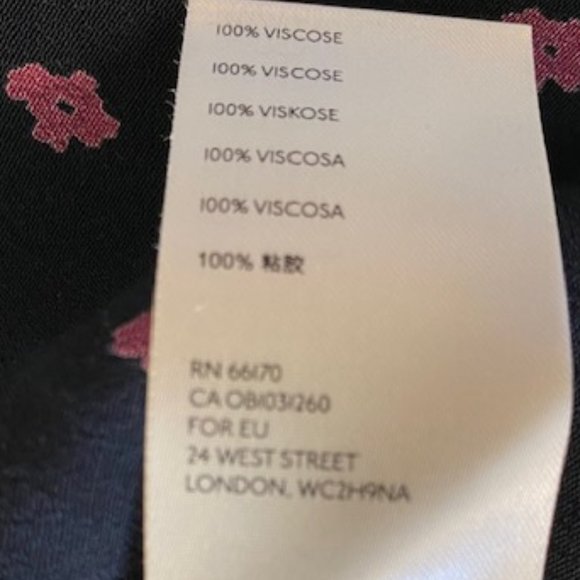 100% VISCOSE
100% VISCOSE
100% VISKOSE
100% VISCOSA
100% VISCOSA
100% 粘胶
RN 66170
CA OB103/260
FOR EU
24 WEST STREET
LONDON, WC2H9NA